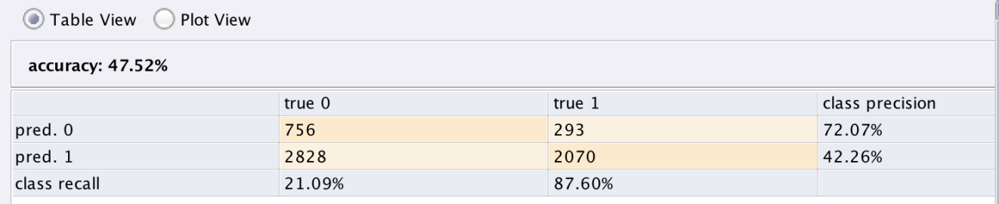 Table View Plot View
accuracy: 47.52%
true 0 true 1 class precision
pred. 0 756 293 72.07%
pred. 1 2828 2070 42.26%
class recall 21.09% 87.60%